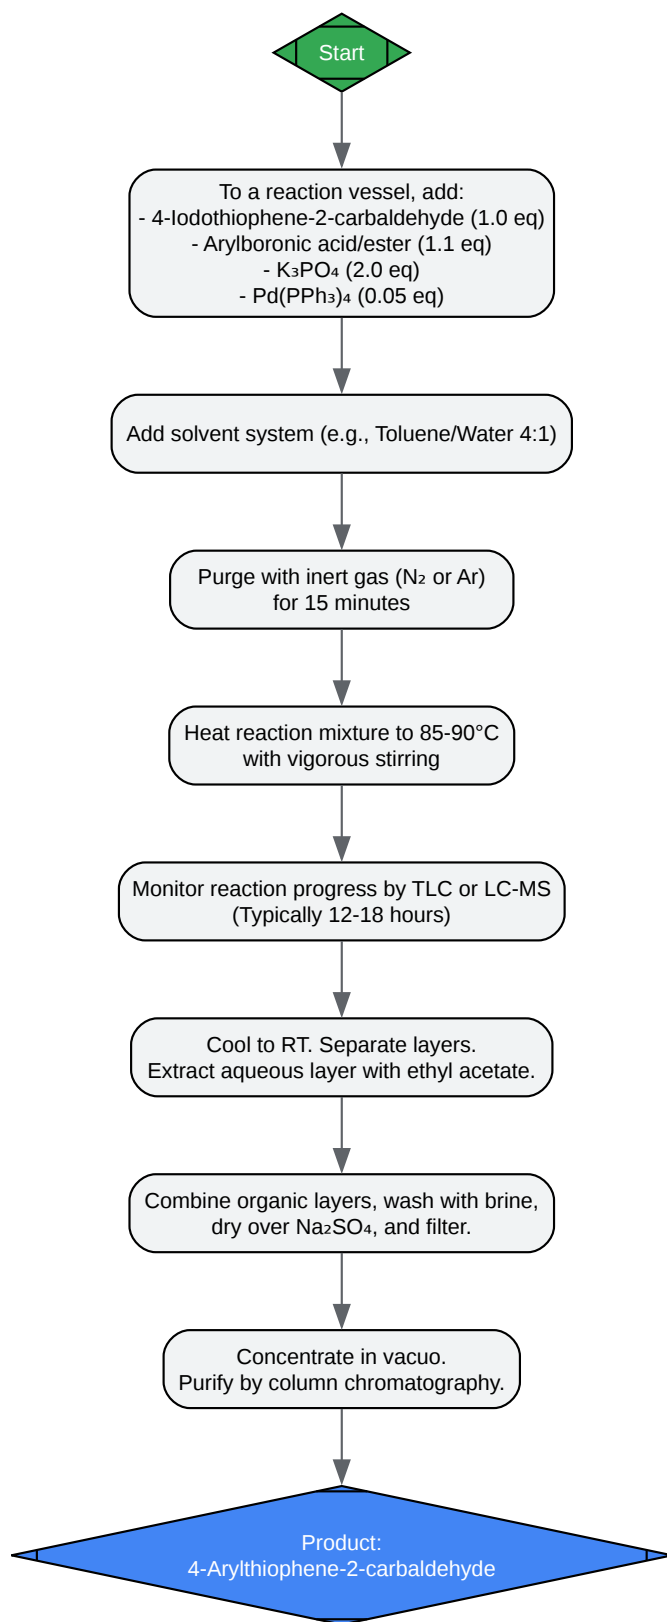 Start
To a reaction vessel, add:
- 4-Iodothiophene-2-carbaldehyde (1.0 eq)
- Arylboronic acid/ester (1.1 eq)
- K₃PO₄ (2.0 eq)
- Pd(PPh₃)₄ (0.05 eq)
Add solvent system (e.g., Toluene/Water 4:1)
Purge with inert gas (N₂ or Ar)
for 15 minutes
Heat reaction mixture to 85-90°C
with vigorous stirring
Monitor reaction progress by TLC or LC-MS
(Typically 12-18 hours)
Cool to RT. Separate layers.
Extract aqueous layer with ethyl acetate.
Combine organic layers, wash with brine,
dry over Na₂SO₄, and filter.
Concentrate in vacuo.
Purify by column chromatography.
Product:
4-Arylthiophene-2-carbaldehyde